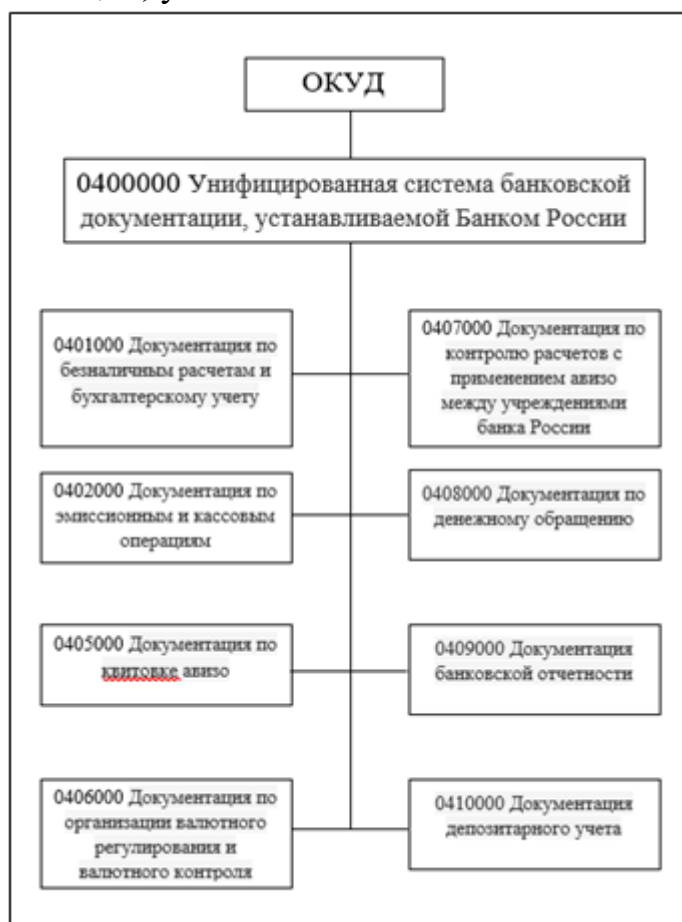 ОКУД
0400000 Унифицированная система банковской
документации, устанавливаемой Банком России
0401000 Документация по
безналичным расчетам и
бухгалтерскому учету
0407000 Документация по
контролю расчетов с
применением авизо
между учреждениями
банка России
0402000 Документация по
эмиссионным и кассовым
операциям
0408000 Документация по
денежному обращению
0405000 Документация по
квитовке авизо
0409000 Документация
банковской отчетности
0406000 Документация по
организации валютного
регулирования и
валютного контроля
0410000 Документация
депозитарного учета